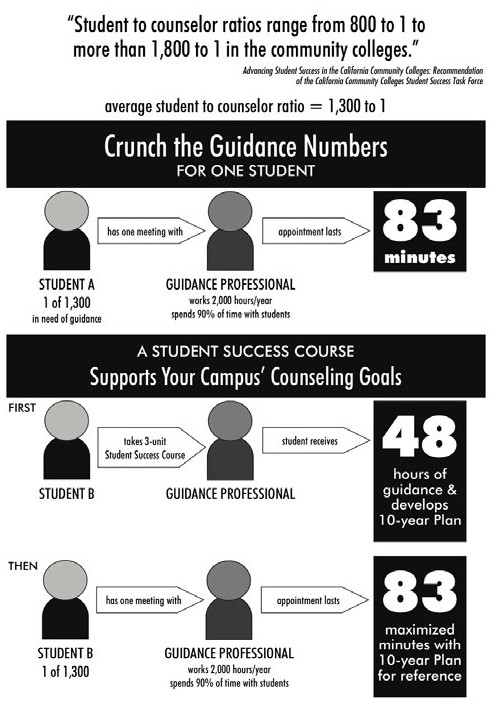 “Student to counselor ratios range from 800 to 1 to
more than 1,800 to 1 in the community colleges.”
Advancing Student Success in the California Community Colleges: Recommendation
of the California Community Colleges Student Success Task Force
average student to counselor ratio = 1,300 to 1
Crunch the Guidance Numbers
FOR ONE STUDENT
has one meeting with
appointment lasts
83
minutes
STUDENT A
1 of 1,300
in need of guidance
GUIDANCE PROFESSIONAL
works 2,000 hours/year
spends 90% of time with students
A STUDENT SUCCESS COURSE
Supports Your Campus’ Counseling Goals
FIRST
takes 3-unit
Student Success Course
student receives
48
hours of
guidance &
develops
10-year Plan
STUDENT B
GUIDANCE PROFESSIONAL
THEN
has one meeting with
appointment lasts
83
maximized
minutes with
10-year Plan
for reference
STUDENT B
1 of 1,300
GUIDANCE PROFESSIONAL
works 2,000 hours/year
spends 90% of time with students